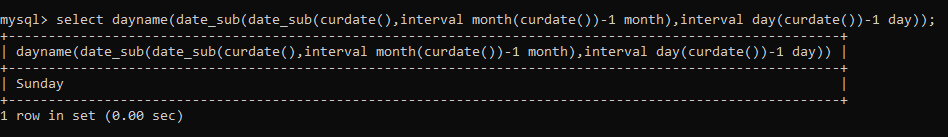 mysql> select dayname(date_sub(date_sub(curdate(),interval month(curdate())-1 month),interval day(curdate())-1 day));
+--------------------------------------------------------------------------------------------------------+
| dayname(date_sub(date_sub(curdate(),interval month(curdate())-1 month),interval day(curdate())-1 day)) |
+--------------------------------------------------------------------------------------------------------+
| Sunday                                                                                                 |
+--------------------------------------------------------------------------------------------------------+
1 row in set (0.00 sec)